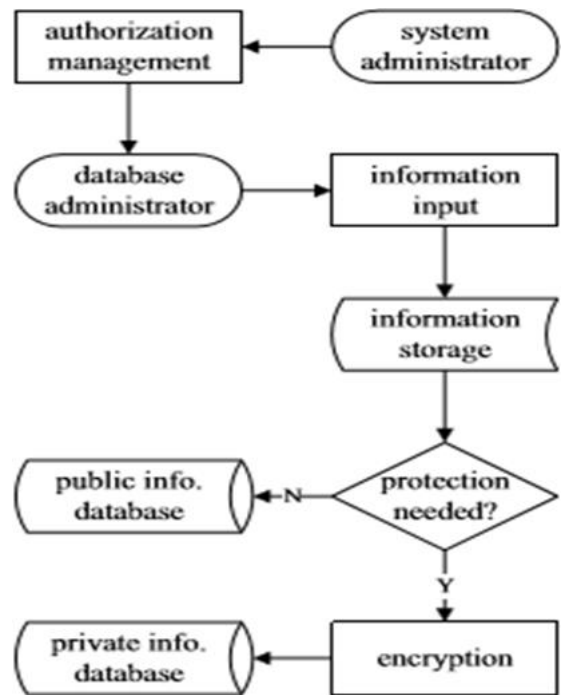 authorization
management
system
administrator
database
administrator
information
input
information
storage
protection
needed?
public info.
database
N
Y
private info.
database
encryption